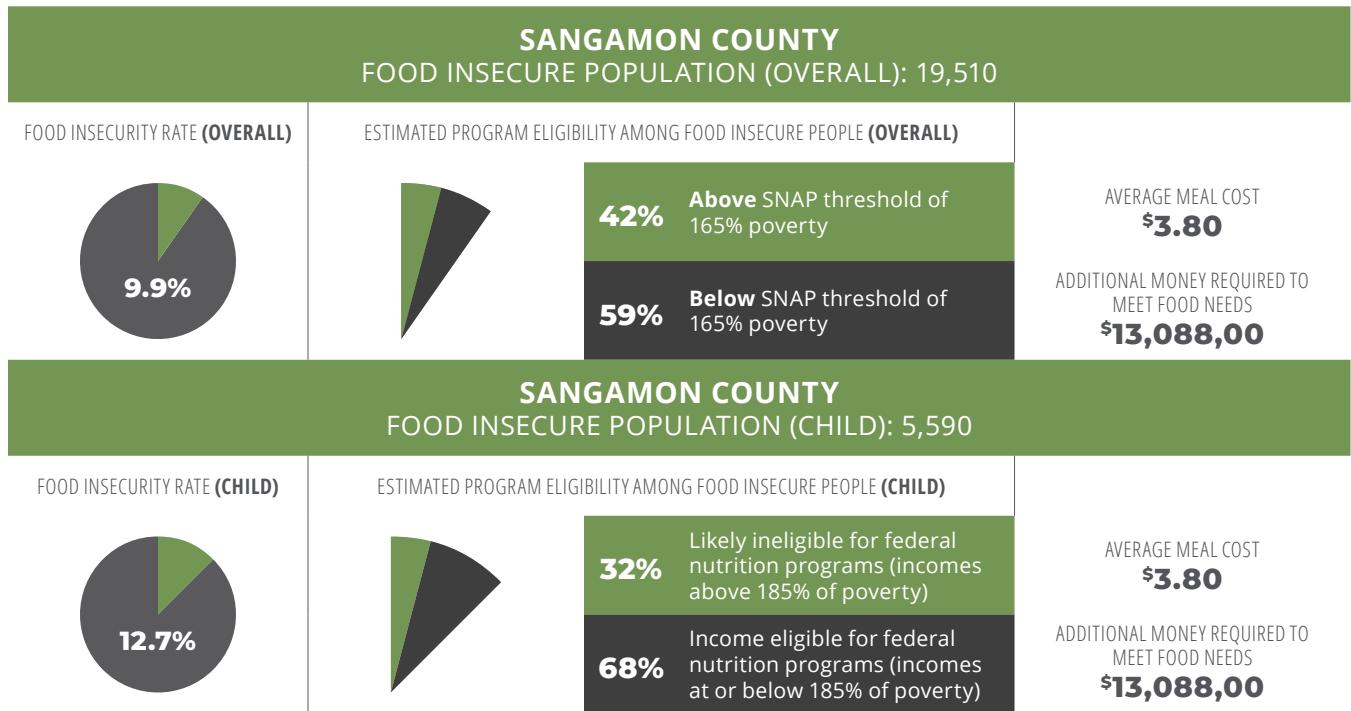 SANGAMON COUNTY
FOOD INSECURE POPULATION (OVERALL): 19,510
FOOD INSECURITY RATE (OVERALL)
9.9%
ESTIMATED PROGRAM ELIGIBILITY AMONG FOOD INSECURE PEOPLE (OVERALL)
42%
Above SNAP threshold of
165% poverty
59%
Below SNAP threshold of
165% poverty
AVERAGE MEAL COST
$3.80
ADDITIONAL MONEY REQUIRED TO
MEET FOOD NEEDS
$13,088,00
SANGAMON COUNTY
FOOD INSECURE POPULATION (CHILD): 5,590
FOOD INSECURITY RATE (CHILD)
12.7%
ESTIMATED PROGRAM ELIGIBILITY AMONG FOOD INSECURE PEOPLE (CHILD)
32%
Likely ineligible for federal
nutrition programs (incomes
above 185% of poverty)
68%
Income eligible for federal
nutrition programs (incomes
at or below 185% of poverty)
AVERAGE MEAL COST
$3.80
ADDITIONAL MONEY REQUIRED TO
MEET FOOD NEEDS
$13,088,00